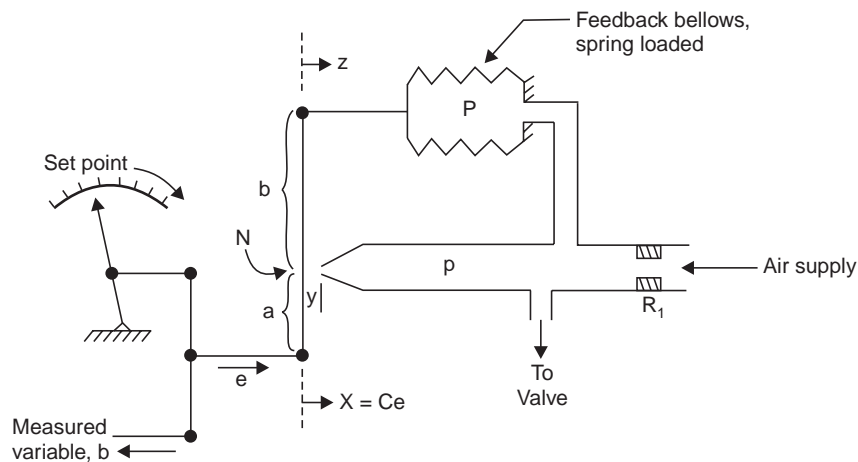 Feedback bellows,
spring loaded
z
P
Set point
b
N
p
Air supply
y
a
R1
e
To
Valve
X = Ce
Measured
variable, b